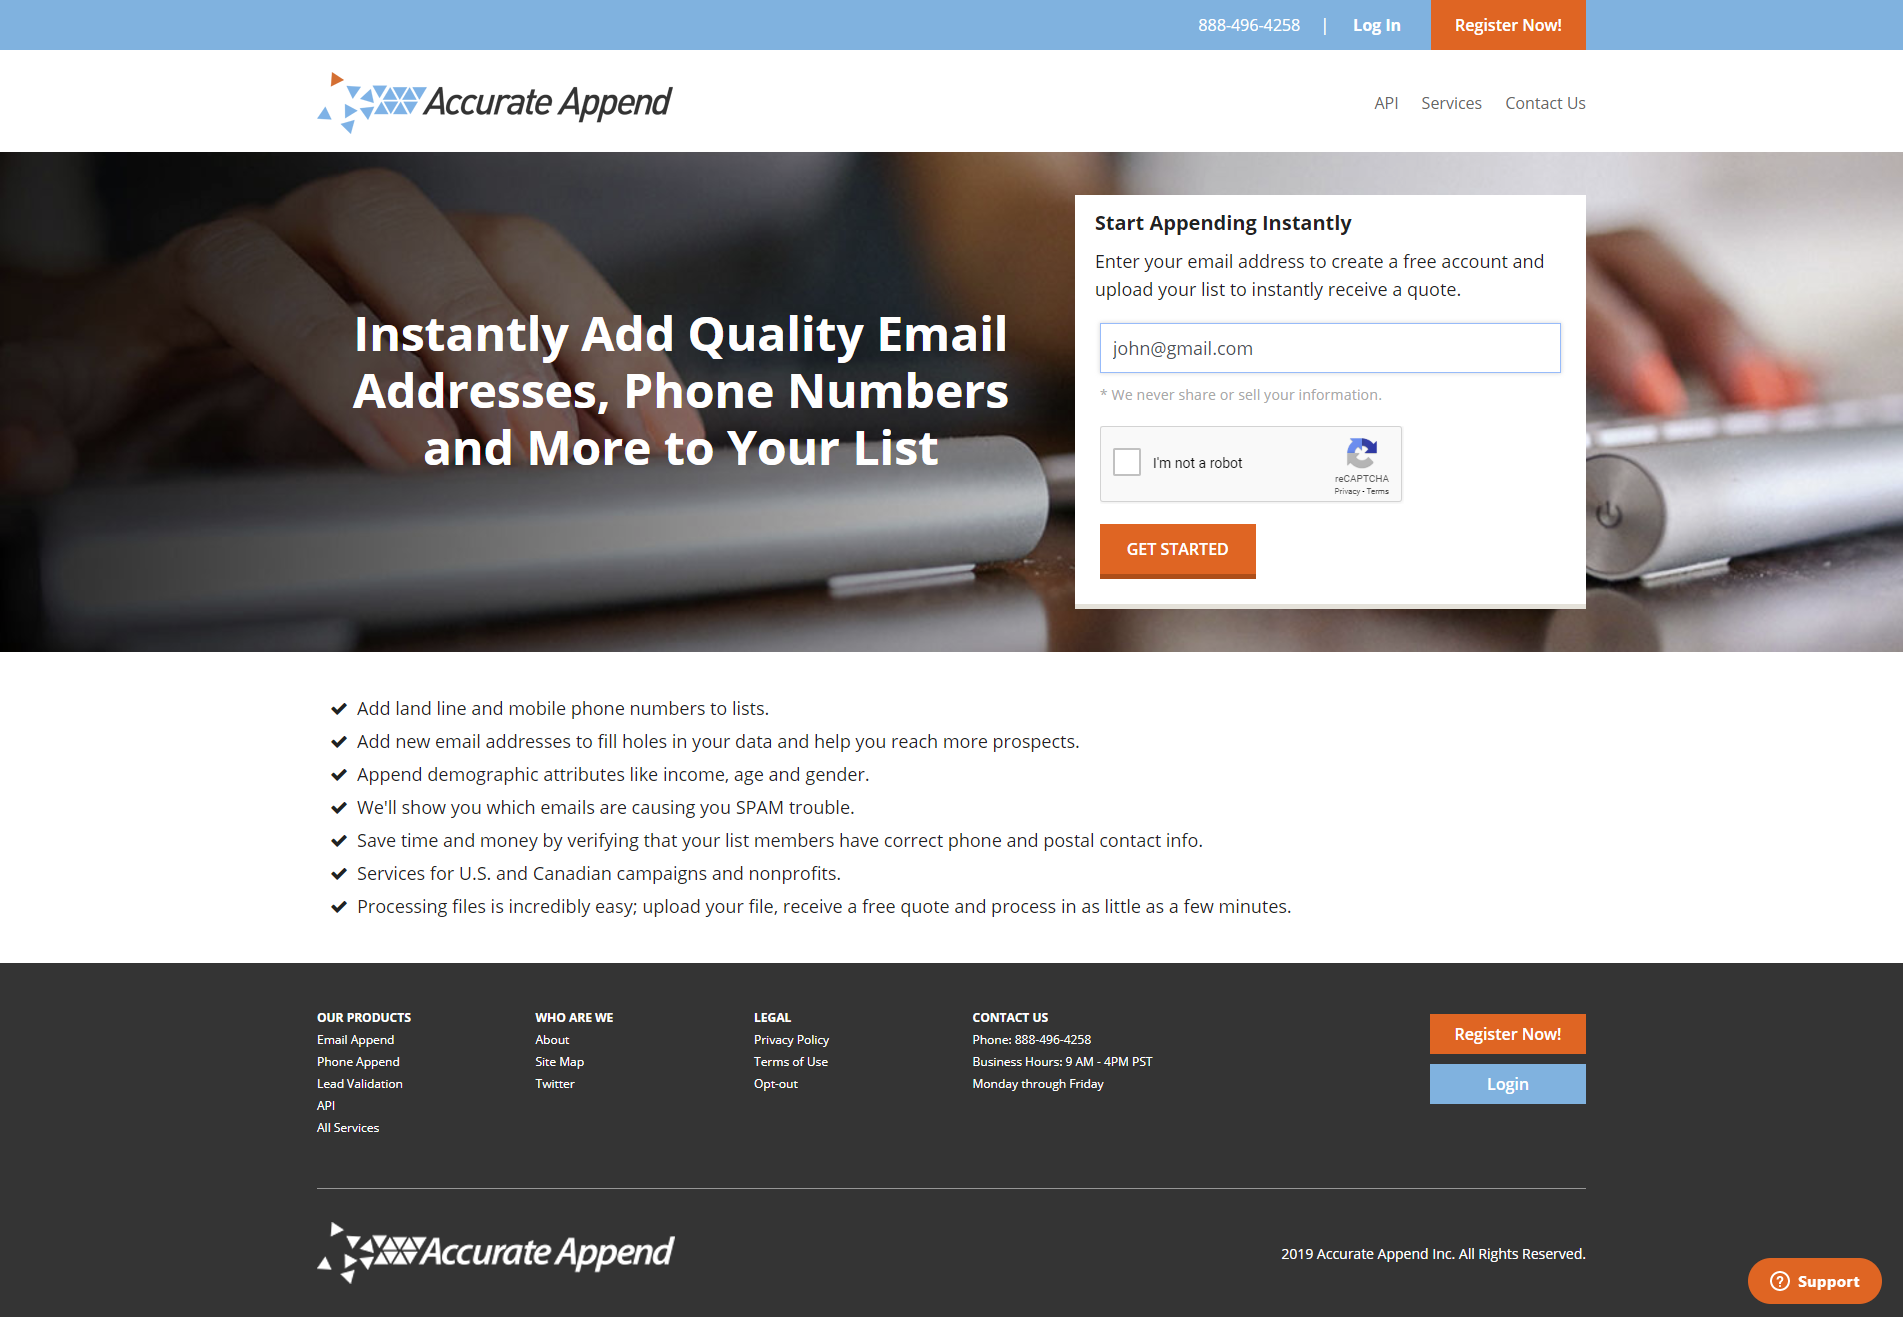 888-496-4258 | Log In Register Now!
Accurate Append
API Services Contact Us
Instantly Add Quality Email
Addresses, Phone Numbers
and More to Your List
Start Appending Instantly
Enter your email address to create a free account and
upload your list to instantly receive a quote.
john@gmail.com
* We never share or sell your information.
I'm not a robot
reCAPTCHA
Privacy - Terms
GET STARTED
Add land line and mobile phone numbers to lists.
Add new email addresses to fill holes in your data and help you reach more prospects.
Append demographic attributes like income, age and gender.
We'll show you which emails are causing you SPAM trouble.
Save time and money by verifying that your list members have correct phone and postal contact info.
Services for U.S. and Canadian campaigns and nonprofits.
Processing files is incredibly easy; upload your file, receive a free quote and process in as little as a few minutes.
OUR PRODUCTS
Email Append
Phone Append
Lead Validation
API
All Services
WHO ARE WE
About
Site Map
Twitter
LEGAL
Privacy Policy
Terms of Use
Opt-out
CONTACT US
Phone: 888-496-4258
Business Hours: 9 AM - 4PM PST
Monday through Friday
Register Now!
Login
Accurate Append
2019 Accurate Append Inc. All Rights Reserved.
Support